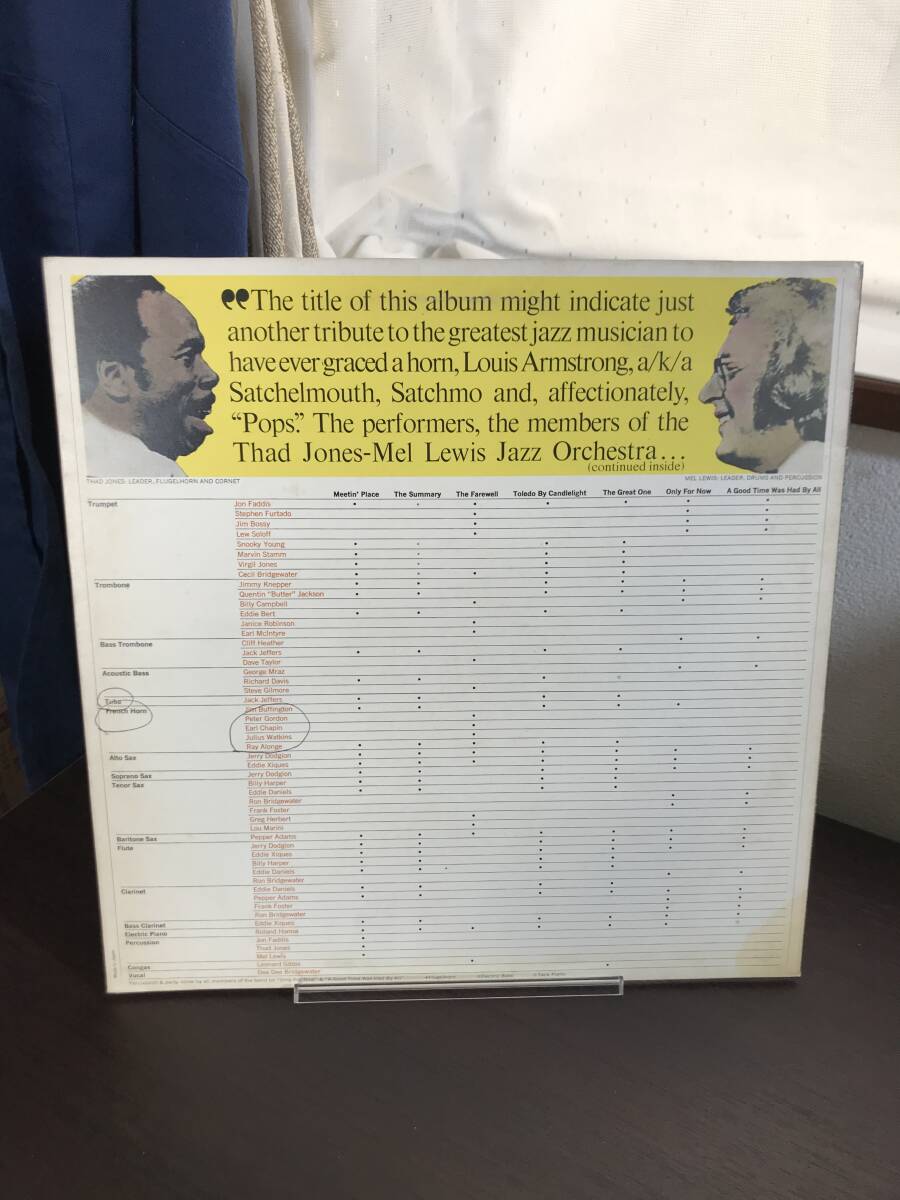 ❞The title of this album might indicate just
another tribute to the greatest jazz musician to
have ever graced a horn, Louis Armstrong, a/k/a
Satchelmouth, Satchmo and, affectionately,
“Pops.” The performers, the members of the
Thad Jones-Mel Lewis Jazz Orchestra...
(continued inside)
THAD JONES: LEADER, FLUGELHORN AND CORNET
MEL LEWIS: LEADER, DRUMS AND PERCUSSION
Meetin' Place The Summary The Farewell Toledo By Candlelight The Great One Only For Now A Good Time Was Had By All
Trumpet Jon Faddis
Stephen Furtado
Jim Bossy
Lew Soloff
Snooky Young
Marvin Stamm
Virgil Jones
Cecil Bridgewater
Trombone Jimmy Knepper
Quentin "Butter" Jackson
Billy Campbell
Eddie Bert
Janice Robinson
Earl McIntyre
Bass Trombone Cliff Heather
Jack Jeffers
Dave Taylor
Acoustic Bass George Mraz
Richard Davis
Steve Gilmore
Tuba Jack Jeffers
French Horn Jim Buffington
Peter Gordon
Earl Chapin
Julius Watkins
Ray Alonge
Alto Sax Jerry Dodgion
Eddie Xiques
Soprano Sax Jerry Dodgion
Tenor Sax Billy Harper
Eddie Daniels
Ron Bridgewater
Frank Foster
Greg Herbert
Lou Marini
Baritone Sax Pepper Adams
Flute Jerry Dodgion
Eddie Xiques
Billy Harper
Eddie Daniels
Ron Bridgewater
Clarinet Eddie Daniels
Pepper Adams
Frank Foster
Ron Bridgewater
Bass Clarinet Eddie Xiques
Electric Piano Roland Hanna
Percussion Jon Faddis
Thad Jones
Mel Lewis
Congas Leonard Gibbs
Vocal Dee Dee Bridgewater